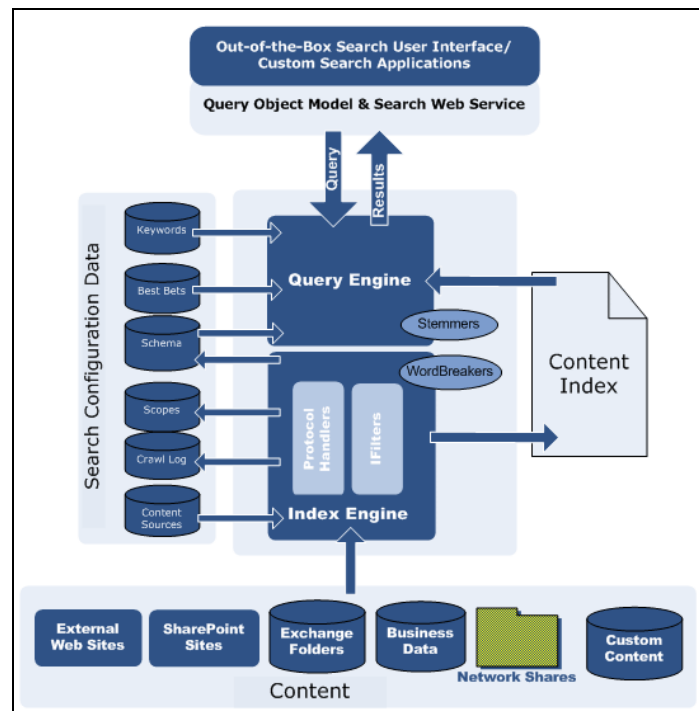 Out-of-the-Box Search User Interface/
Custom Search Applications
Query Object Model & Search Web Service
Query
Results
Search Configuration Data
Keywords
Best Bets
Schema
Scopes
Crawl Log
Content
Sources
Query Engine
Stemmers
WordBreakers
Protocol
Handlers
IFilters
Index Engine
Content
Index
External
Web Sites
SharePoint
Sites
Exchange
Folders
Business
Data
Network Shares
Custom
Content
Content